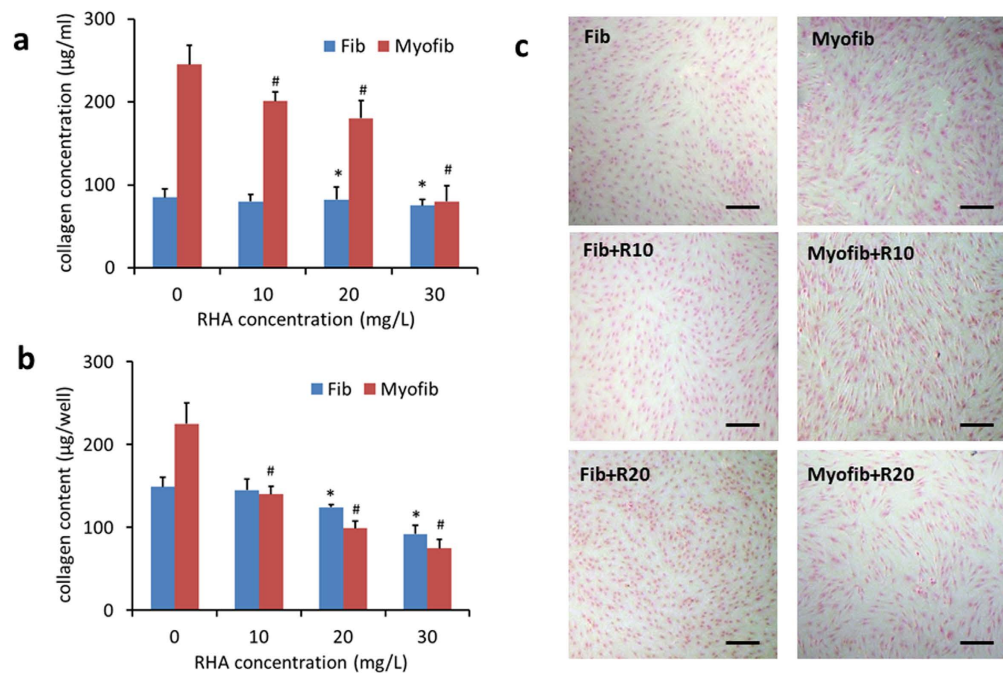 a
300
200
100
0
collagen concentration (µg/ml)
Fib Myofib
#
#
*
*
#
0 10 20 30
RHA concentration (mg/L)
b
300
200
100
0
collagen content (µg/well)
Fib Myofib
#
*
#
*
#
0 10 20 30
RHA concentration (mg/L)
c
Fib
Myofib
Fib+R10
Myofib+R10
Fib+R20
Myofib+R20